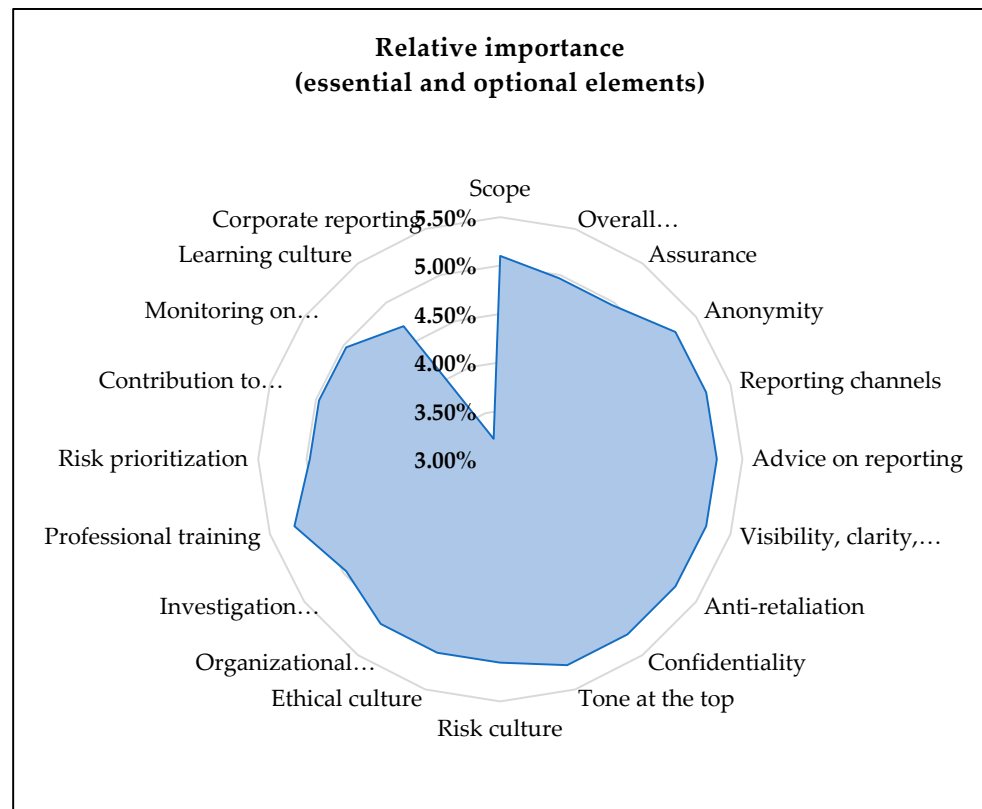 Relative importance
(essential and optional elements)
Scope
Corporate reporting
5.50%
Overall…
Learning culture
5.00%
Assurance
Monitoring on…
4.50%
Anonymity
Contribution to…
4.00%
Reporting channels
3.50%
Risk prioritization
3.00%
Advice on reporting
Professional training
Visibility, clarity,…
Investigation…
Anti-retaliation
Organizational…
Confidentiality
Ethical culture
Tone at the top
Risk culture